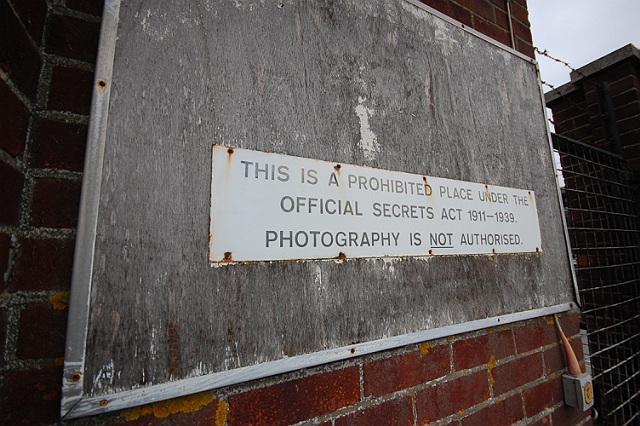 THIS IS A PROHIBITED PLACE UNDER THE
OFFICIAL SECRETS ACT 1911–1939.
PHOTOGRAPHY IS NOT AUTHORISED.